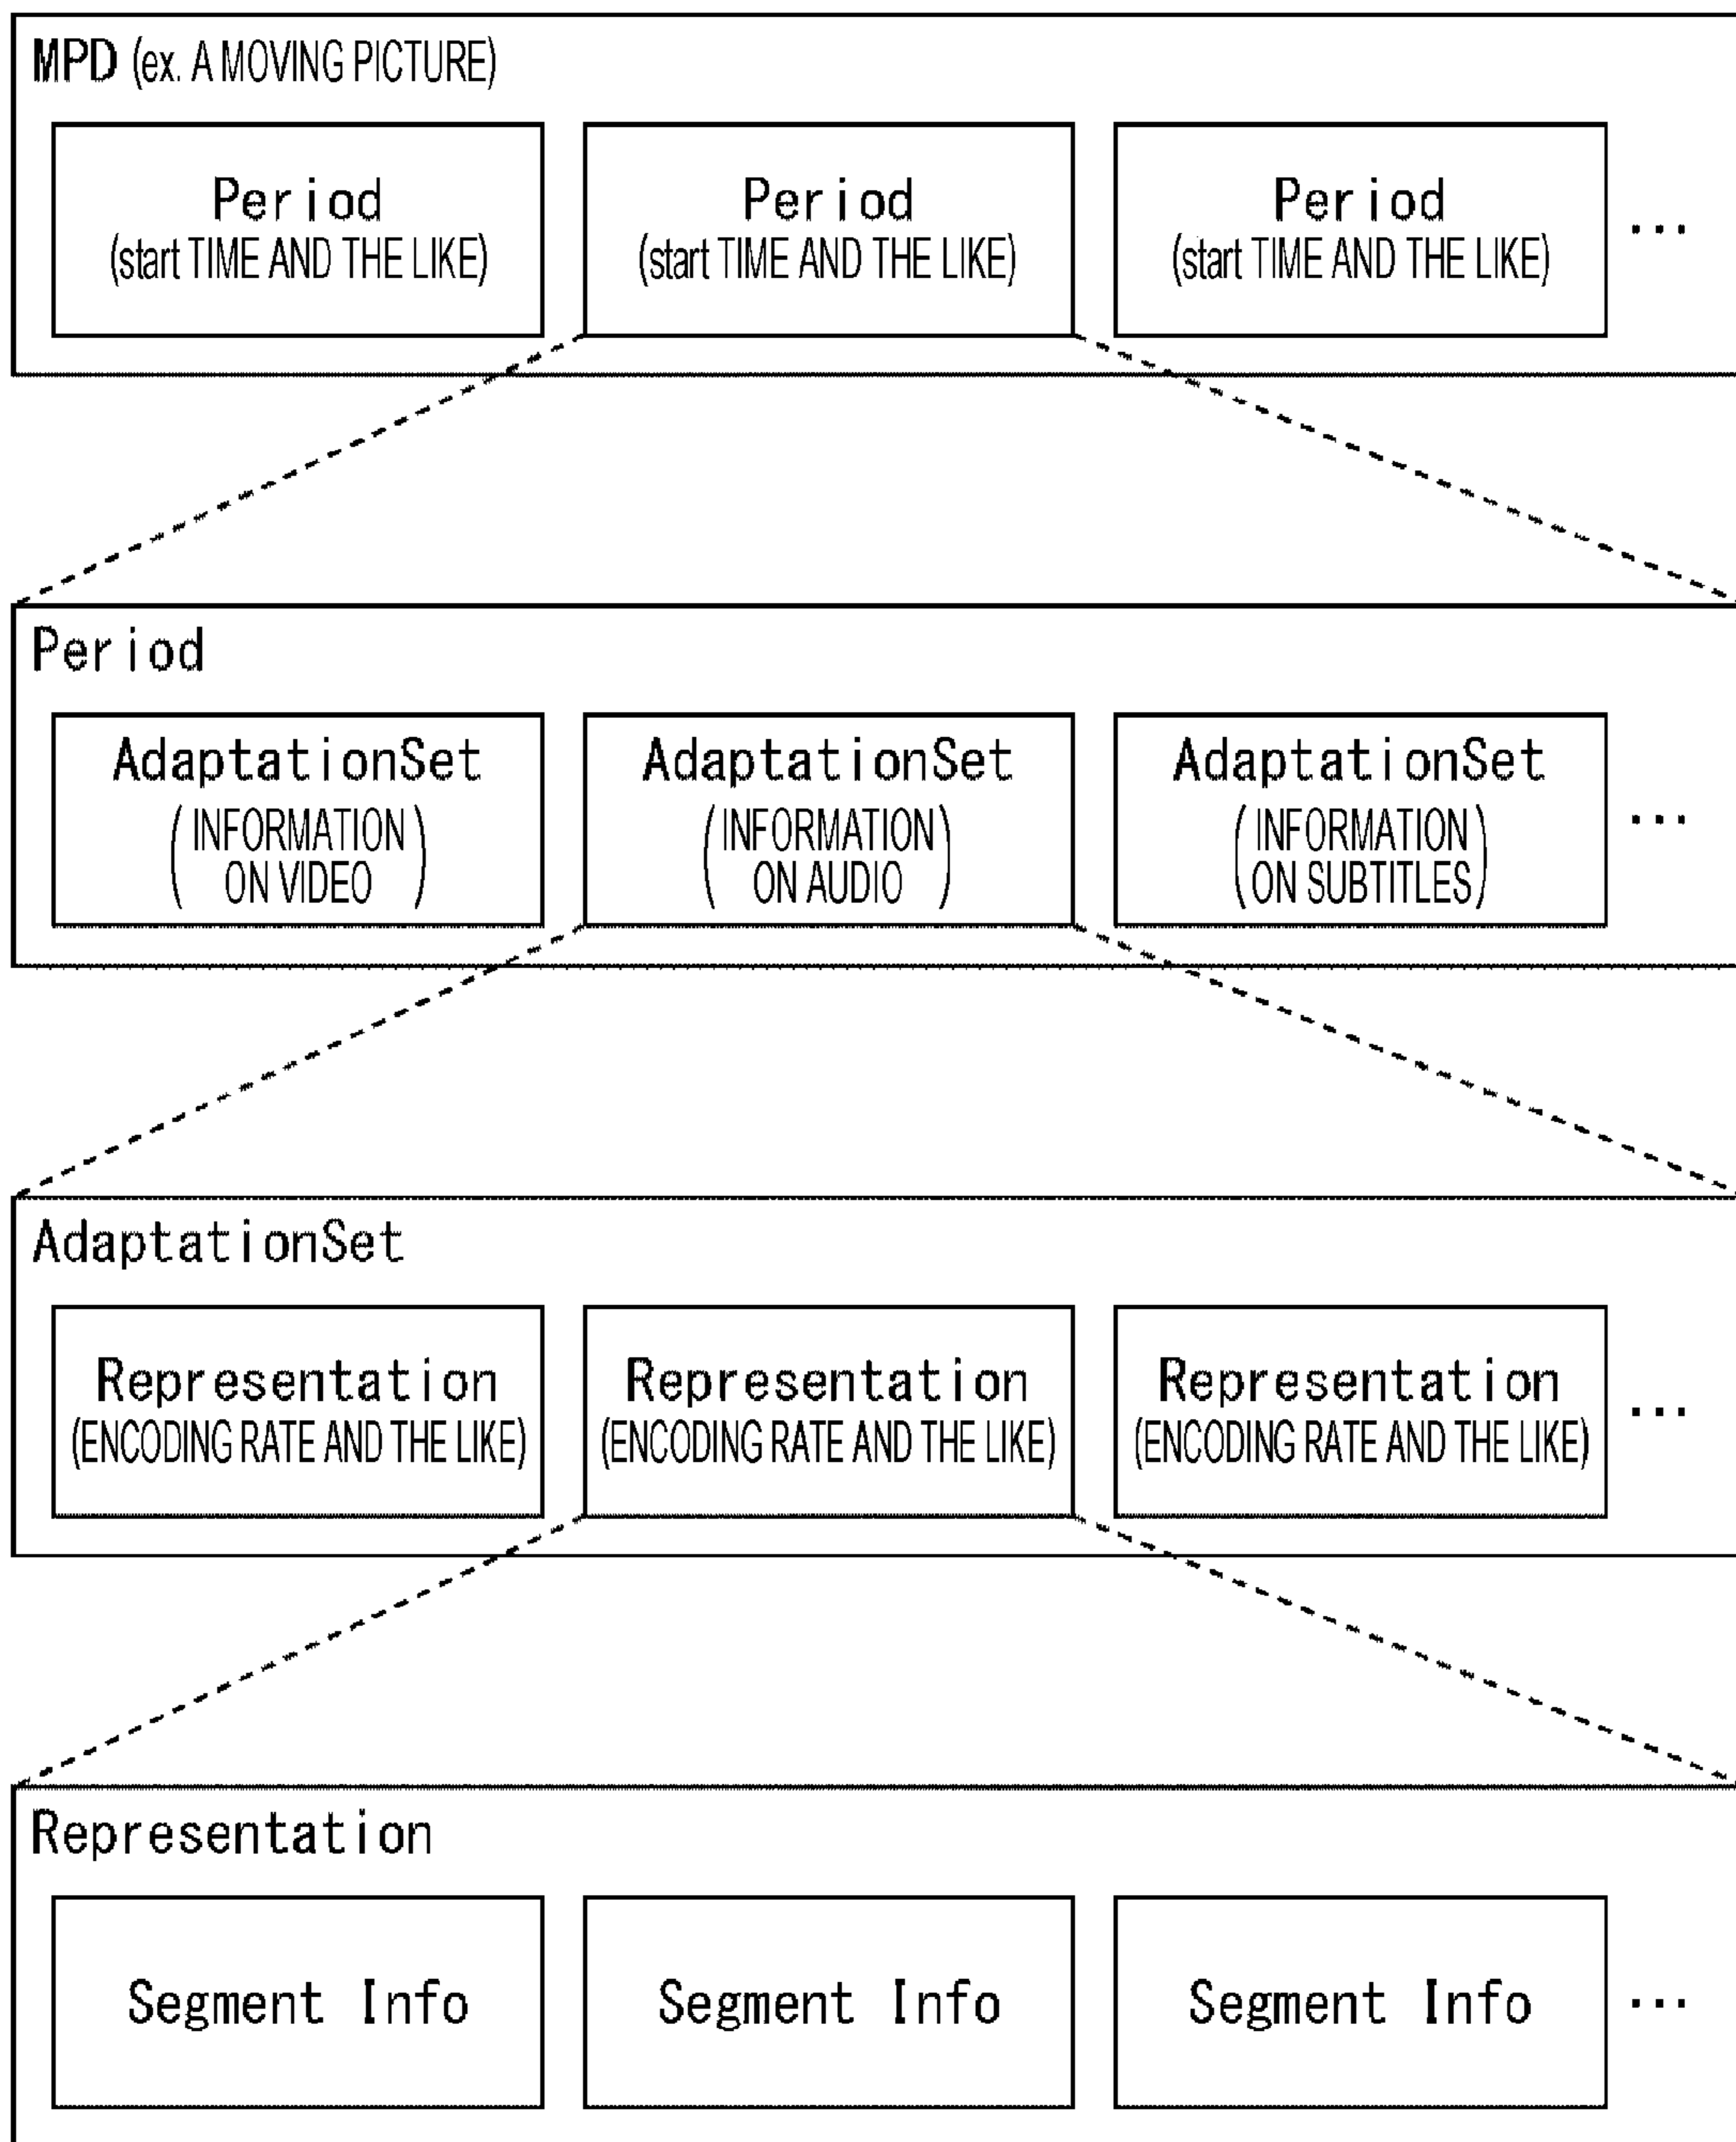 MPD (ex. A MOVING PICTURE)
Period Period Period ...
(start TIME AND THE LIKE) (start TIME AND THE LIKE) (start TIME AND THE LIKE)
Period
AdaptationSet AdaptationSet AdaptationSet ...
(INFORMATION (INFORMATION (INFORMATION
ON VIDEO) ON AUDIO) ON SUBTITLES)
AdaptationSet
Representation Representation Representation ...
(ENCODING RATE AND THE LIKE) (ENCODING RATE AND THE LIKE) (ENCODING RATE AND THE LIKE)
Representation
Segment Info Segment Info Segment Info ...